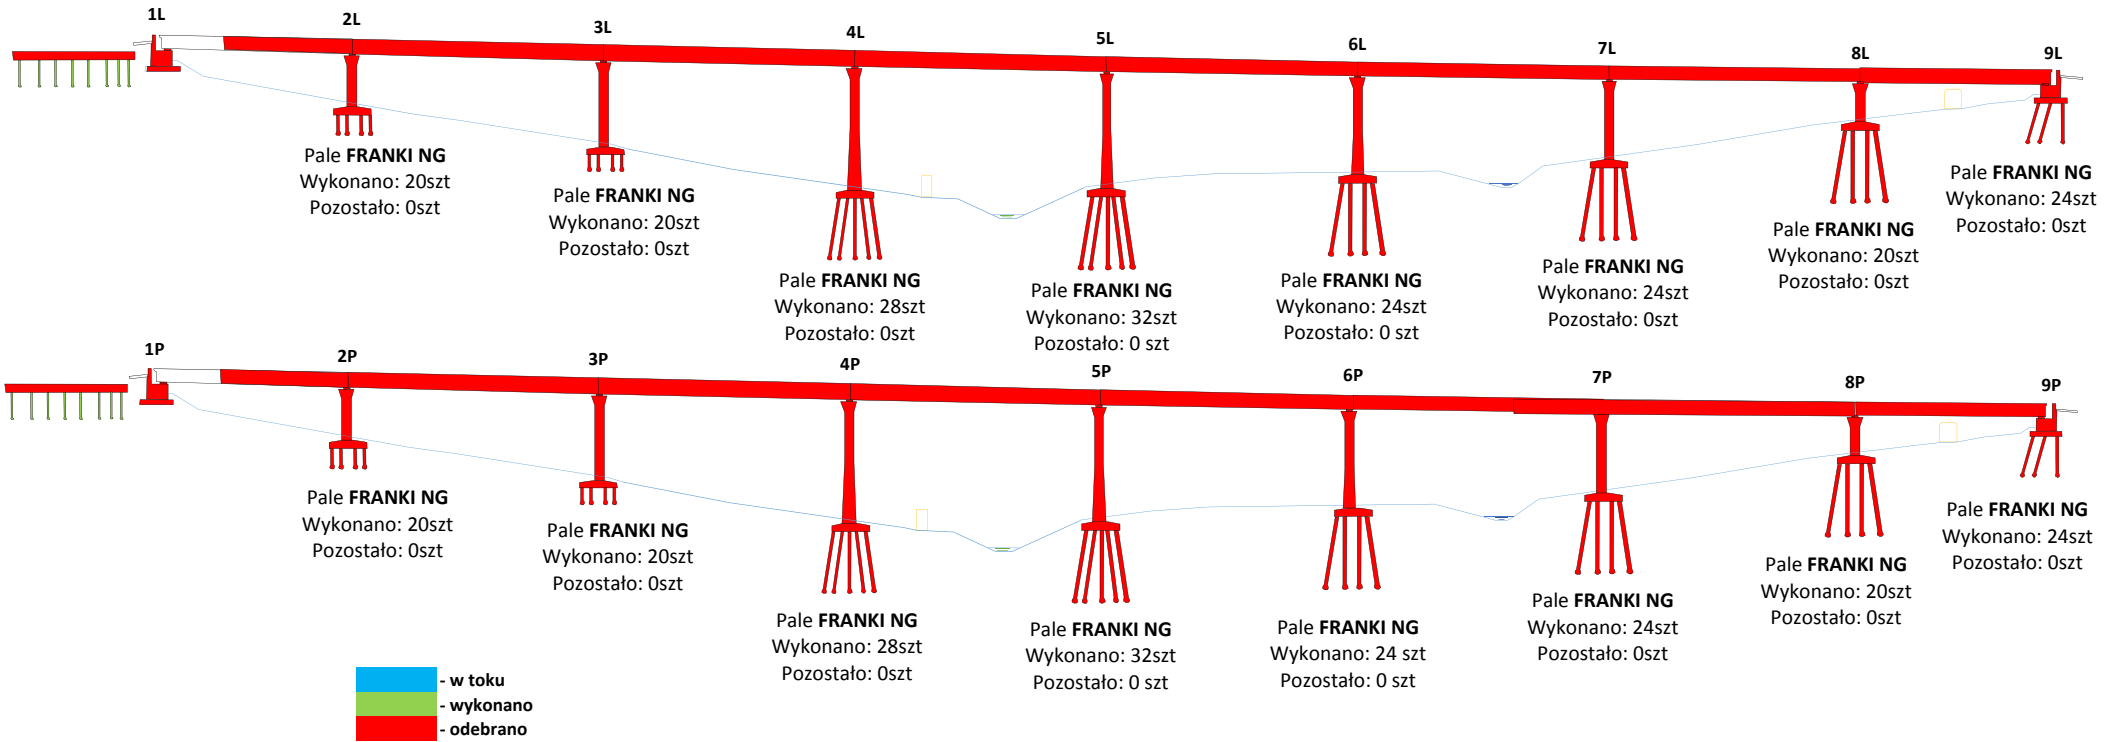 1L
2L
3L
4L
5L
6L
7L
8L
9L
Pale FRANKI NG
Wykonano: 20szt
Pozostało: 0szt
Pale FRANKI NG
Wykonano: 20szt
Pozostało: 0szt
Pale FRANKI NG
Wykonano: 28szt
Pozostało: 0szt
Pale FRANKI NG
Wykonano: 32szt
Pozostało: 0 szt
Pale FRANKI NG
Wykonano: 24szt
Pozostało: 0 szt
Pale FRANKI NG
Wykonano: 24szt
Pozostało: 0szt
Pale FRANKI NG
Wykonano: 20szt
Pozostało: 0szt
Pale FRANKI NG
Wykonano: 24szt
Pozostało: 0szt
1P
2P
3P
4P
5P
6P
7P
8P
9P
Pale FRANKI NG
Wykonano: 20szt
Pozostało: 0szt
Pale FRANKI NG
Wykonano: 20szt
Pozostało: 0szt
Pale FRANKI NG
Wykonano: 28szt
Pozostało: 0szt
Pale FRANKI NG
Wykonano: 32szt
Pozostało: 0 szt
Pale FRANKI NG
Wykonano: 24 szt
Pozostało: 0 szt
Pale FRANKI NG
Wykonano: 24szt
Pozostało: 0szt
Pale FRANKI NG
Wykonano: 20szt
Pozostało: 0szt
Pale FRANKI NG
Wykonano: 24szt
Pozostało: 0szt
- w toku
- wykonano
- odebrano